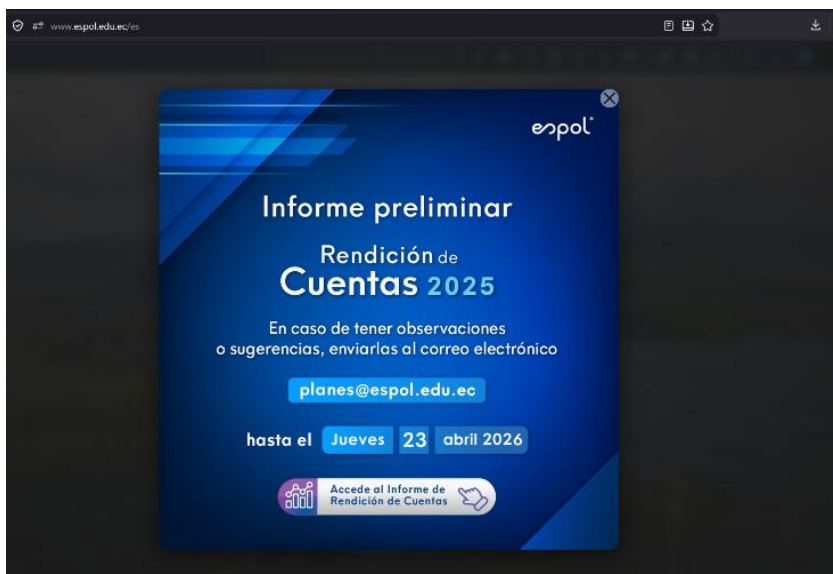 www.espol.edu.ec/es
espol
Informe preliminar
Rendición de
Cuentas 2025
En caso de tener observaciones
o sugerencias, enviarlas al correo electrónico
planes@espol.edu.ec
hasta el Jueves 23 abril 2026
Accede al Informe de
Rendición de Cuentas